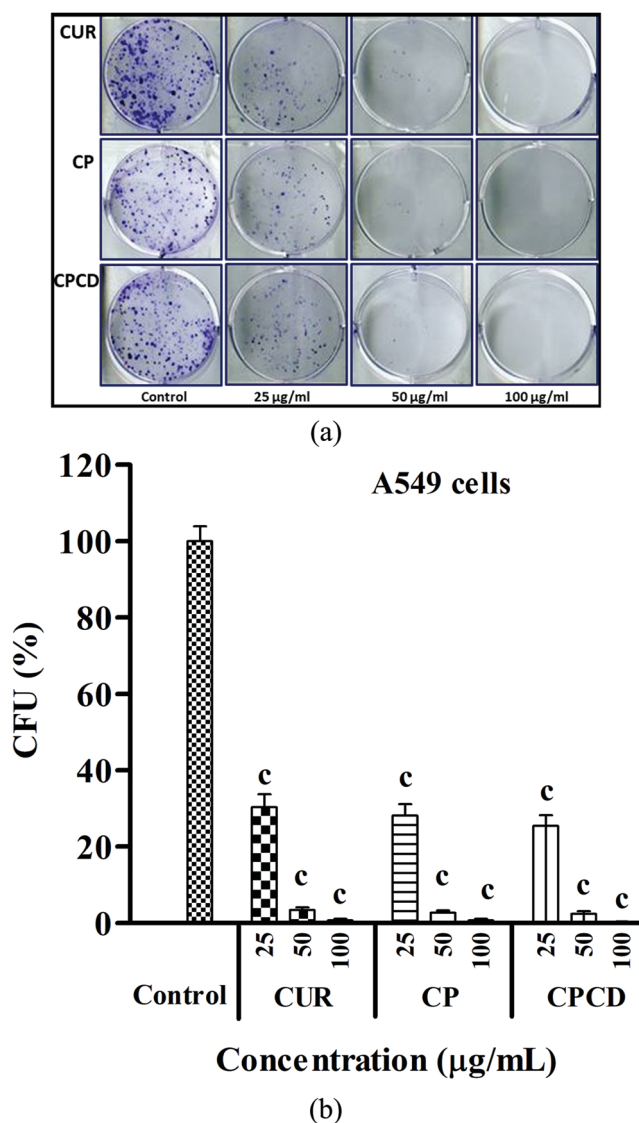 CUR
CP
CPCD
Control 25 µg/ml 50 µg/ml 100 µg/ml
(a)
120
A549 cells
100
80
60
40
20
0
CFU (%)
c c c c c c c c c
25 50 100 25 50 100 25 50 100
Control CUR CP CPCD
Concentration (µg/mL)
(b)